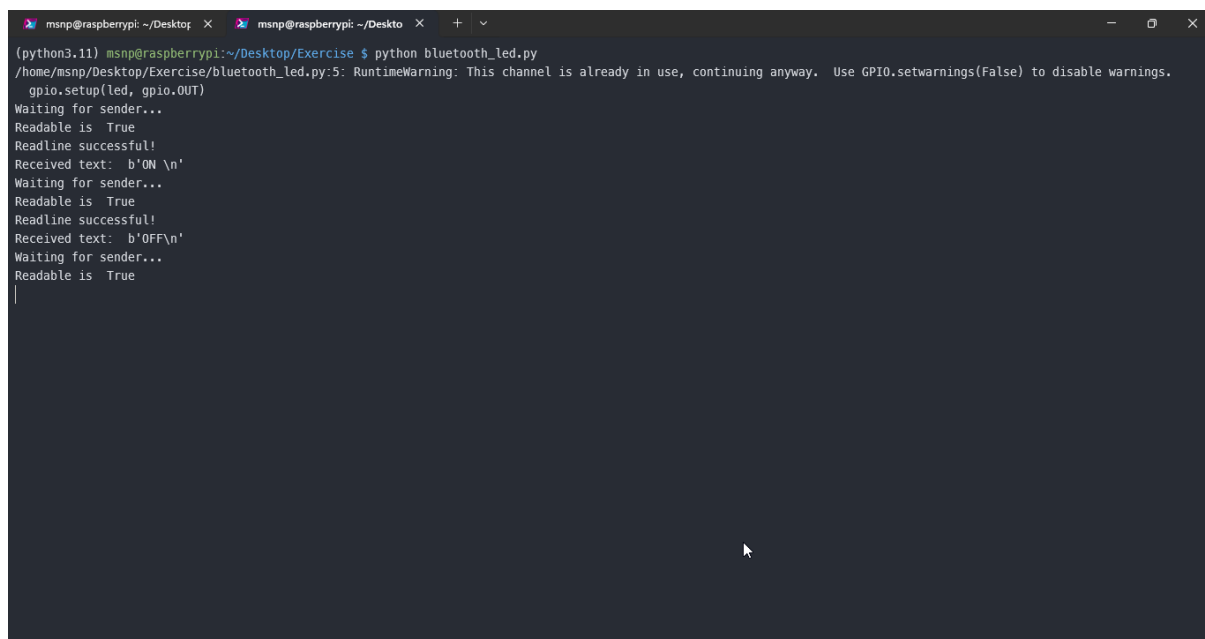 msnp@raspberrypi: ~/Desktop
msnp@raspberrypi: ~/Deskto
(python3.11) msnp@raspberrypi:~/Desktop/Exercise $ python bluetooth_led.py
/home/msnp/Desktop/Exercise/bluetooth_led.py:5: RuntimeWarning: This channel is already in use, continuing anyway.  Use GPIO.setwarnings(False) to disable warnings.
  gpio.setup(led, gpio.OUT)
Waiting for sender...
Readable is  True
Readline successful!
Received text:  b'ON \n'
Waiting for sender...
Readable is  True
Readline successful!
Received text:  b'OFF\n'
Waiting for sender...
Readable is  True